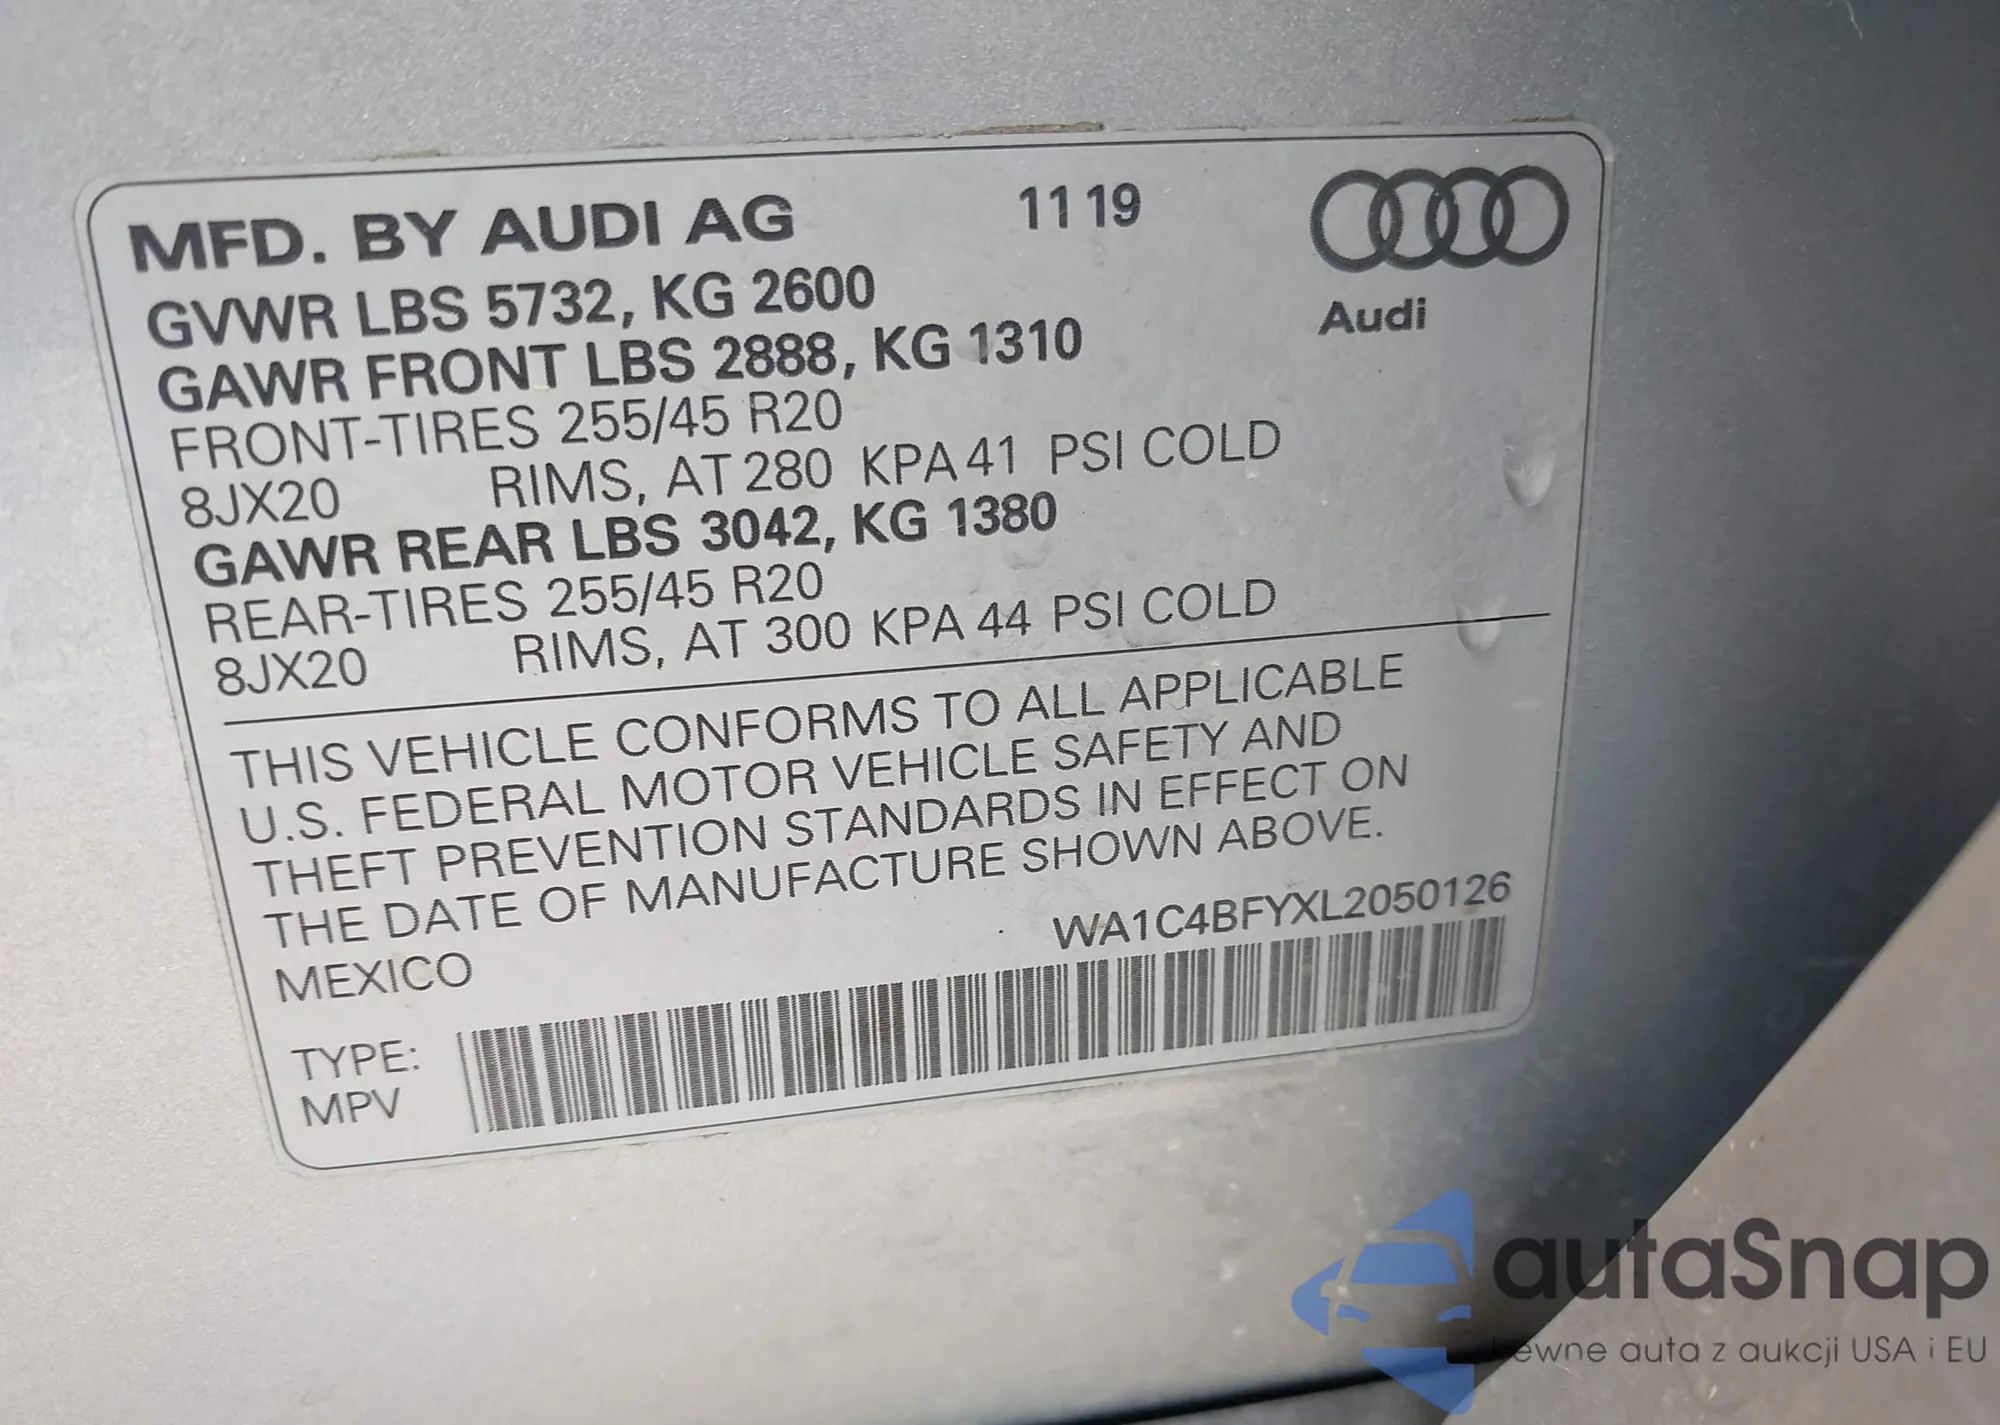 MFD. BY AUDI AG 11 19
GVWR LBS 5732, KG 2600
GAWR FRONT LBS 2888, KG 1310
Audi
FRONT-TIRES 255/45 R20
8JX20 RIMS, AT 280 KPA 41 PSI COLD
GAWR REAR LBS 3042, KG 1380
REAR-TIRES 255/45 R20
8JX20 RIMS, AT 300 KPA 44 PSI COLD
THIS VEHICLE CONFORMS TO ALL APPLICABLE
U.S. FEDERAL MOTOR VEHICLE SAFETY AND
THEFT PREVENTION STANDARDS IN EFFECT ON
THE DATE OF MANUFACTURE SHOWN ABOVE.
WA1C4BFYXL2050126
MEXICO
TYPE:
MPV
autaSnap
auta z aukcji USA i EU